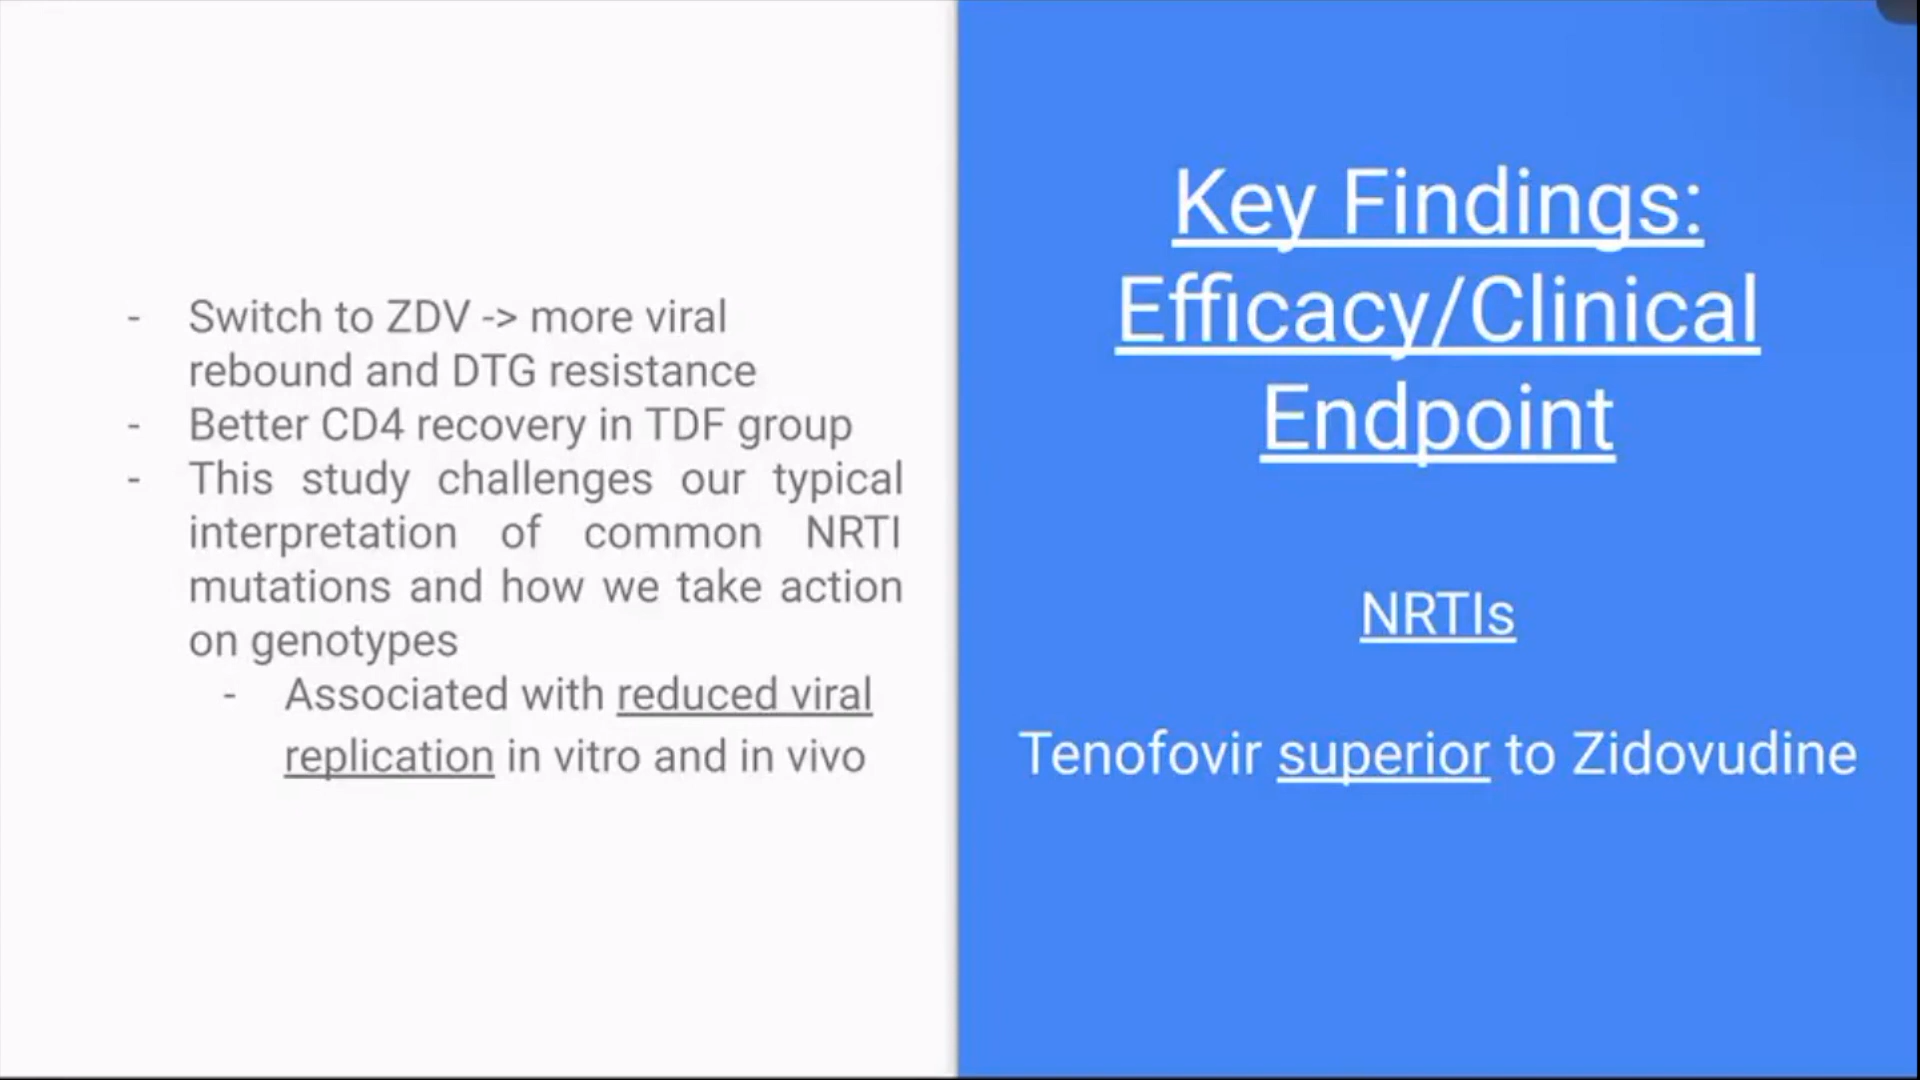 - Switch to ZDV -> more viral
rebound and DTG resistance
- Better CD4 recovery in TDF group
- This study challenges our typical
interpretation of common NRTI
mutations and how we take action
on genotypes
- Associated with reduced viral
replication in vitro and in vivo
Key Findings:
Efficacy/Clinical
Endpoint
NRTIs
Tenofovir superior to Zidovudine